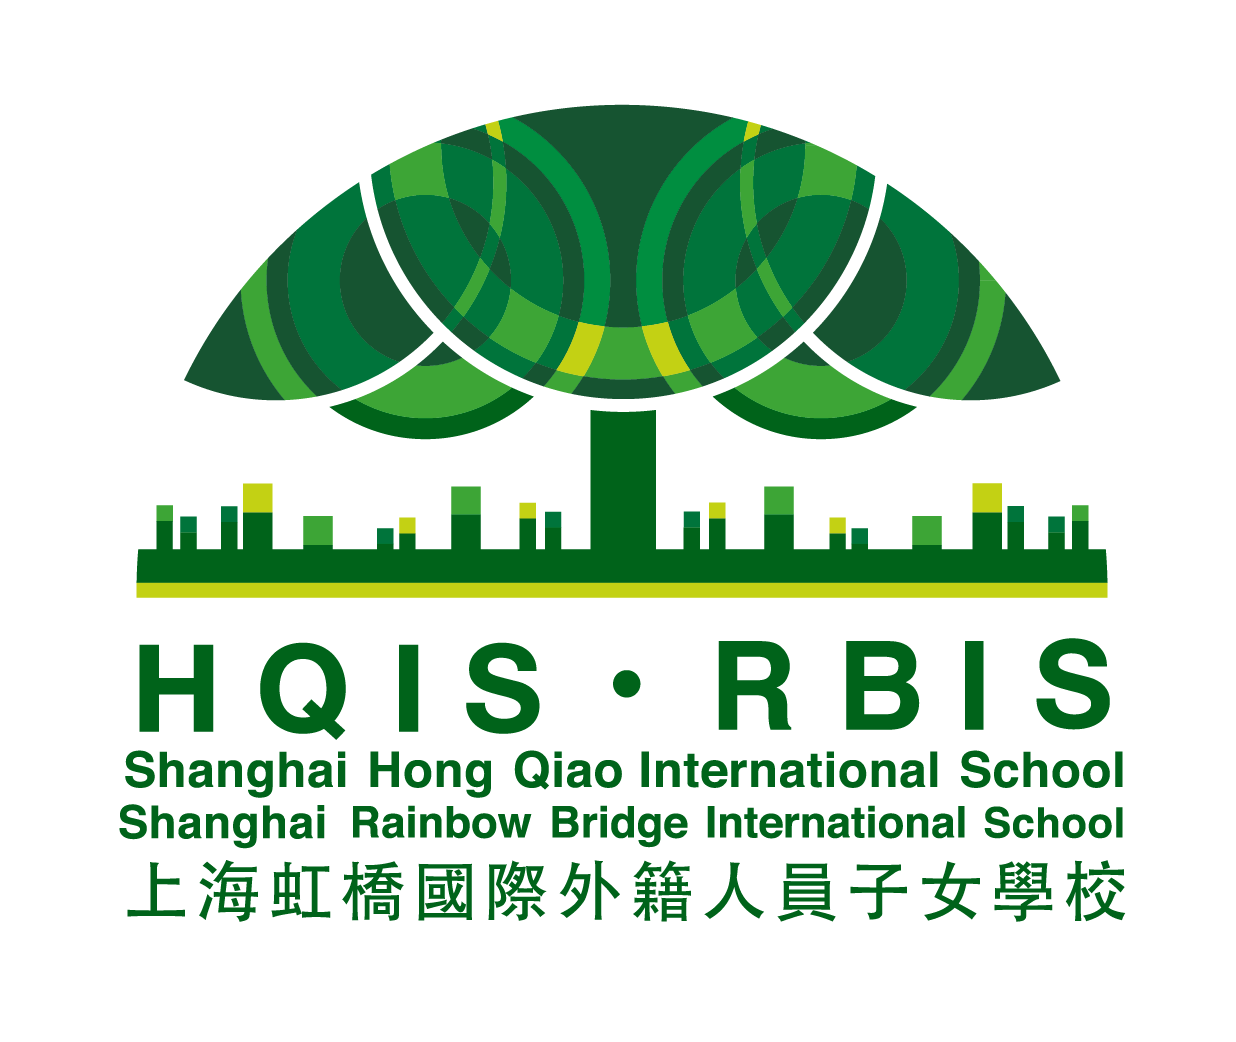 HQIS · RBIS
Shanghai Hong Qiao International School
Shanghai Rainbow Bridge International School
上海虹橋國際外籍人員子女學校